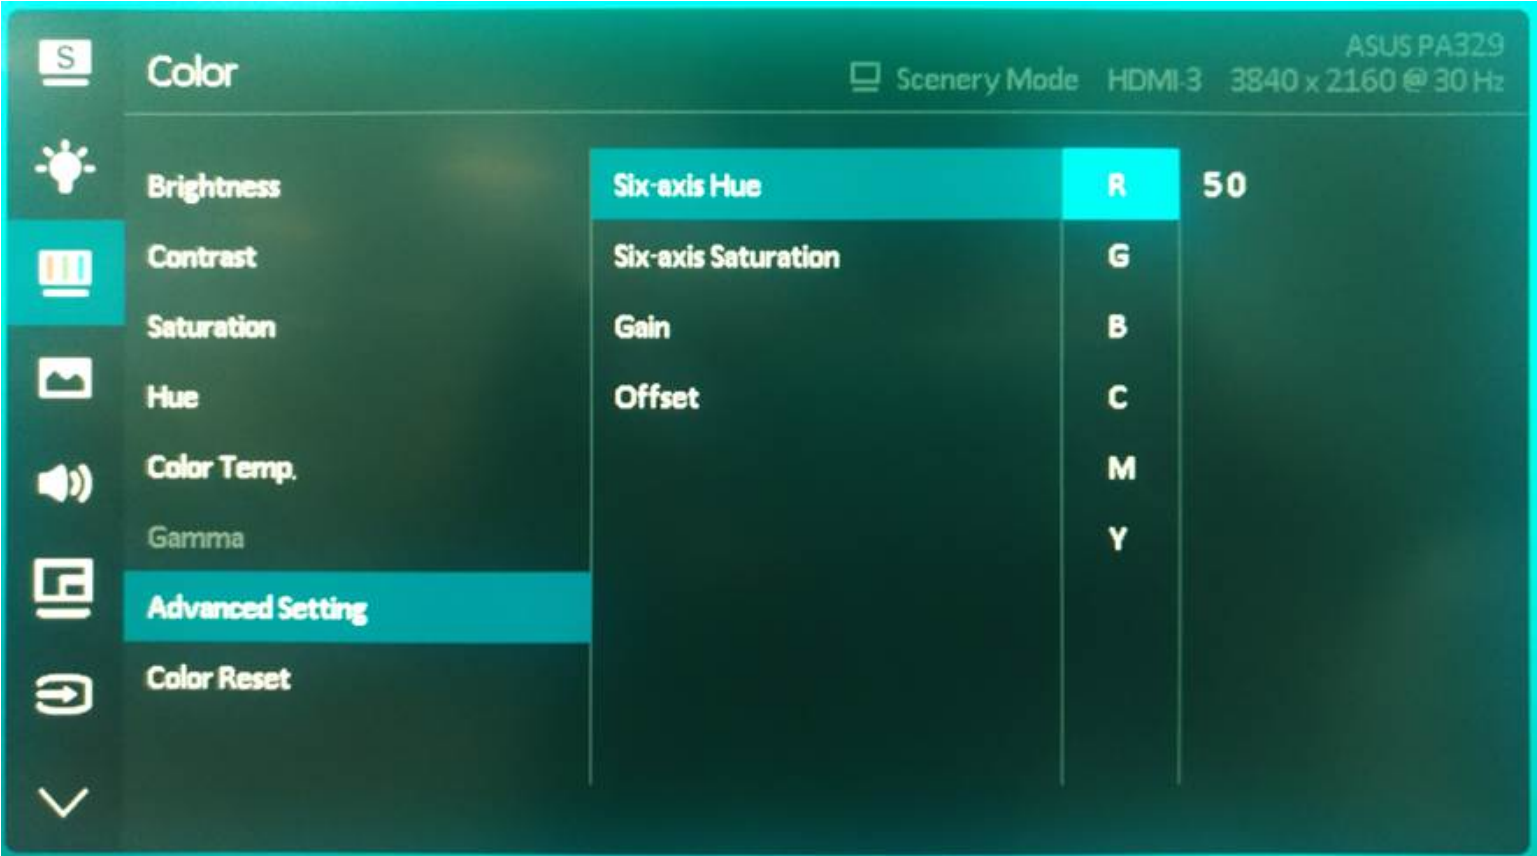 S
Color
ASUS PA329
Scenery Mode HDMI-3 3840 x 2160 @ 30 Hz
Brightness
Contrast
Saturation
Hue
Color Temp.
Gamma
Advanced Setting
Color Reset
Six-axis Hue
Six-axis Saturation
Gain
Offset
R
G
B
C
M
Y
50